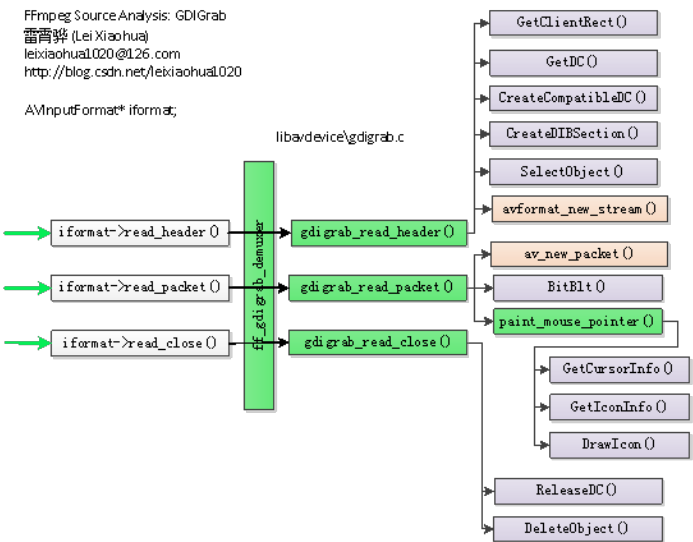 FFmpeg Source Analysis: GDIGrab
雷霄骅 (Lei Xiaohua)
leixiaohua1020@126.com
http://blog.csdn.net/leixiaohua1020
AVInputFormat* iformat;
libavdevice\gdigrab.c
ff_gdigrab_demuxer
iformat->read_header()
gdigrab_read_header()
GetClientRect()
GetDC()
CreateCompatibleDC()
CreateDIBSection()
SelectObject()
avformat_new_stream()
iformat->read_packet()
gdigrab_read_packet()
av_new_packet()
BitBlt()
paint_mouse_pointer()
GetCursorInfo()
GetIconInfo()
DrawIcon()
iformat->read_close()
gdigrab_read_close()
ReleaseDC()
DeleteObject()